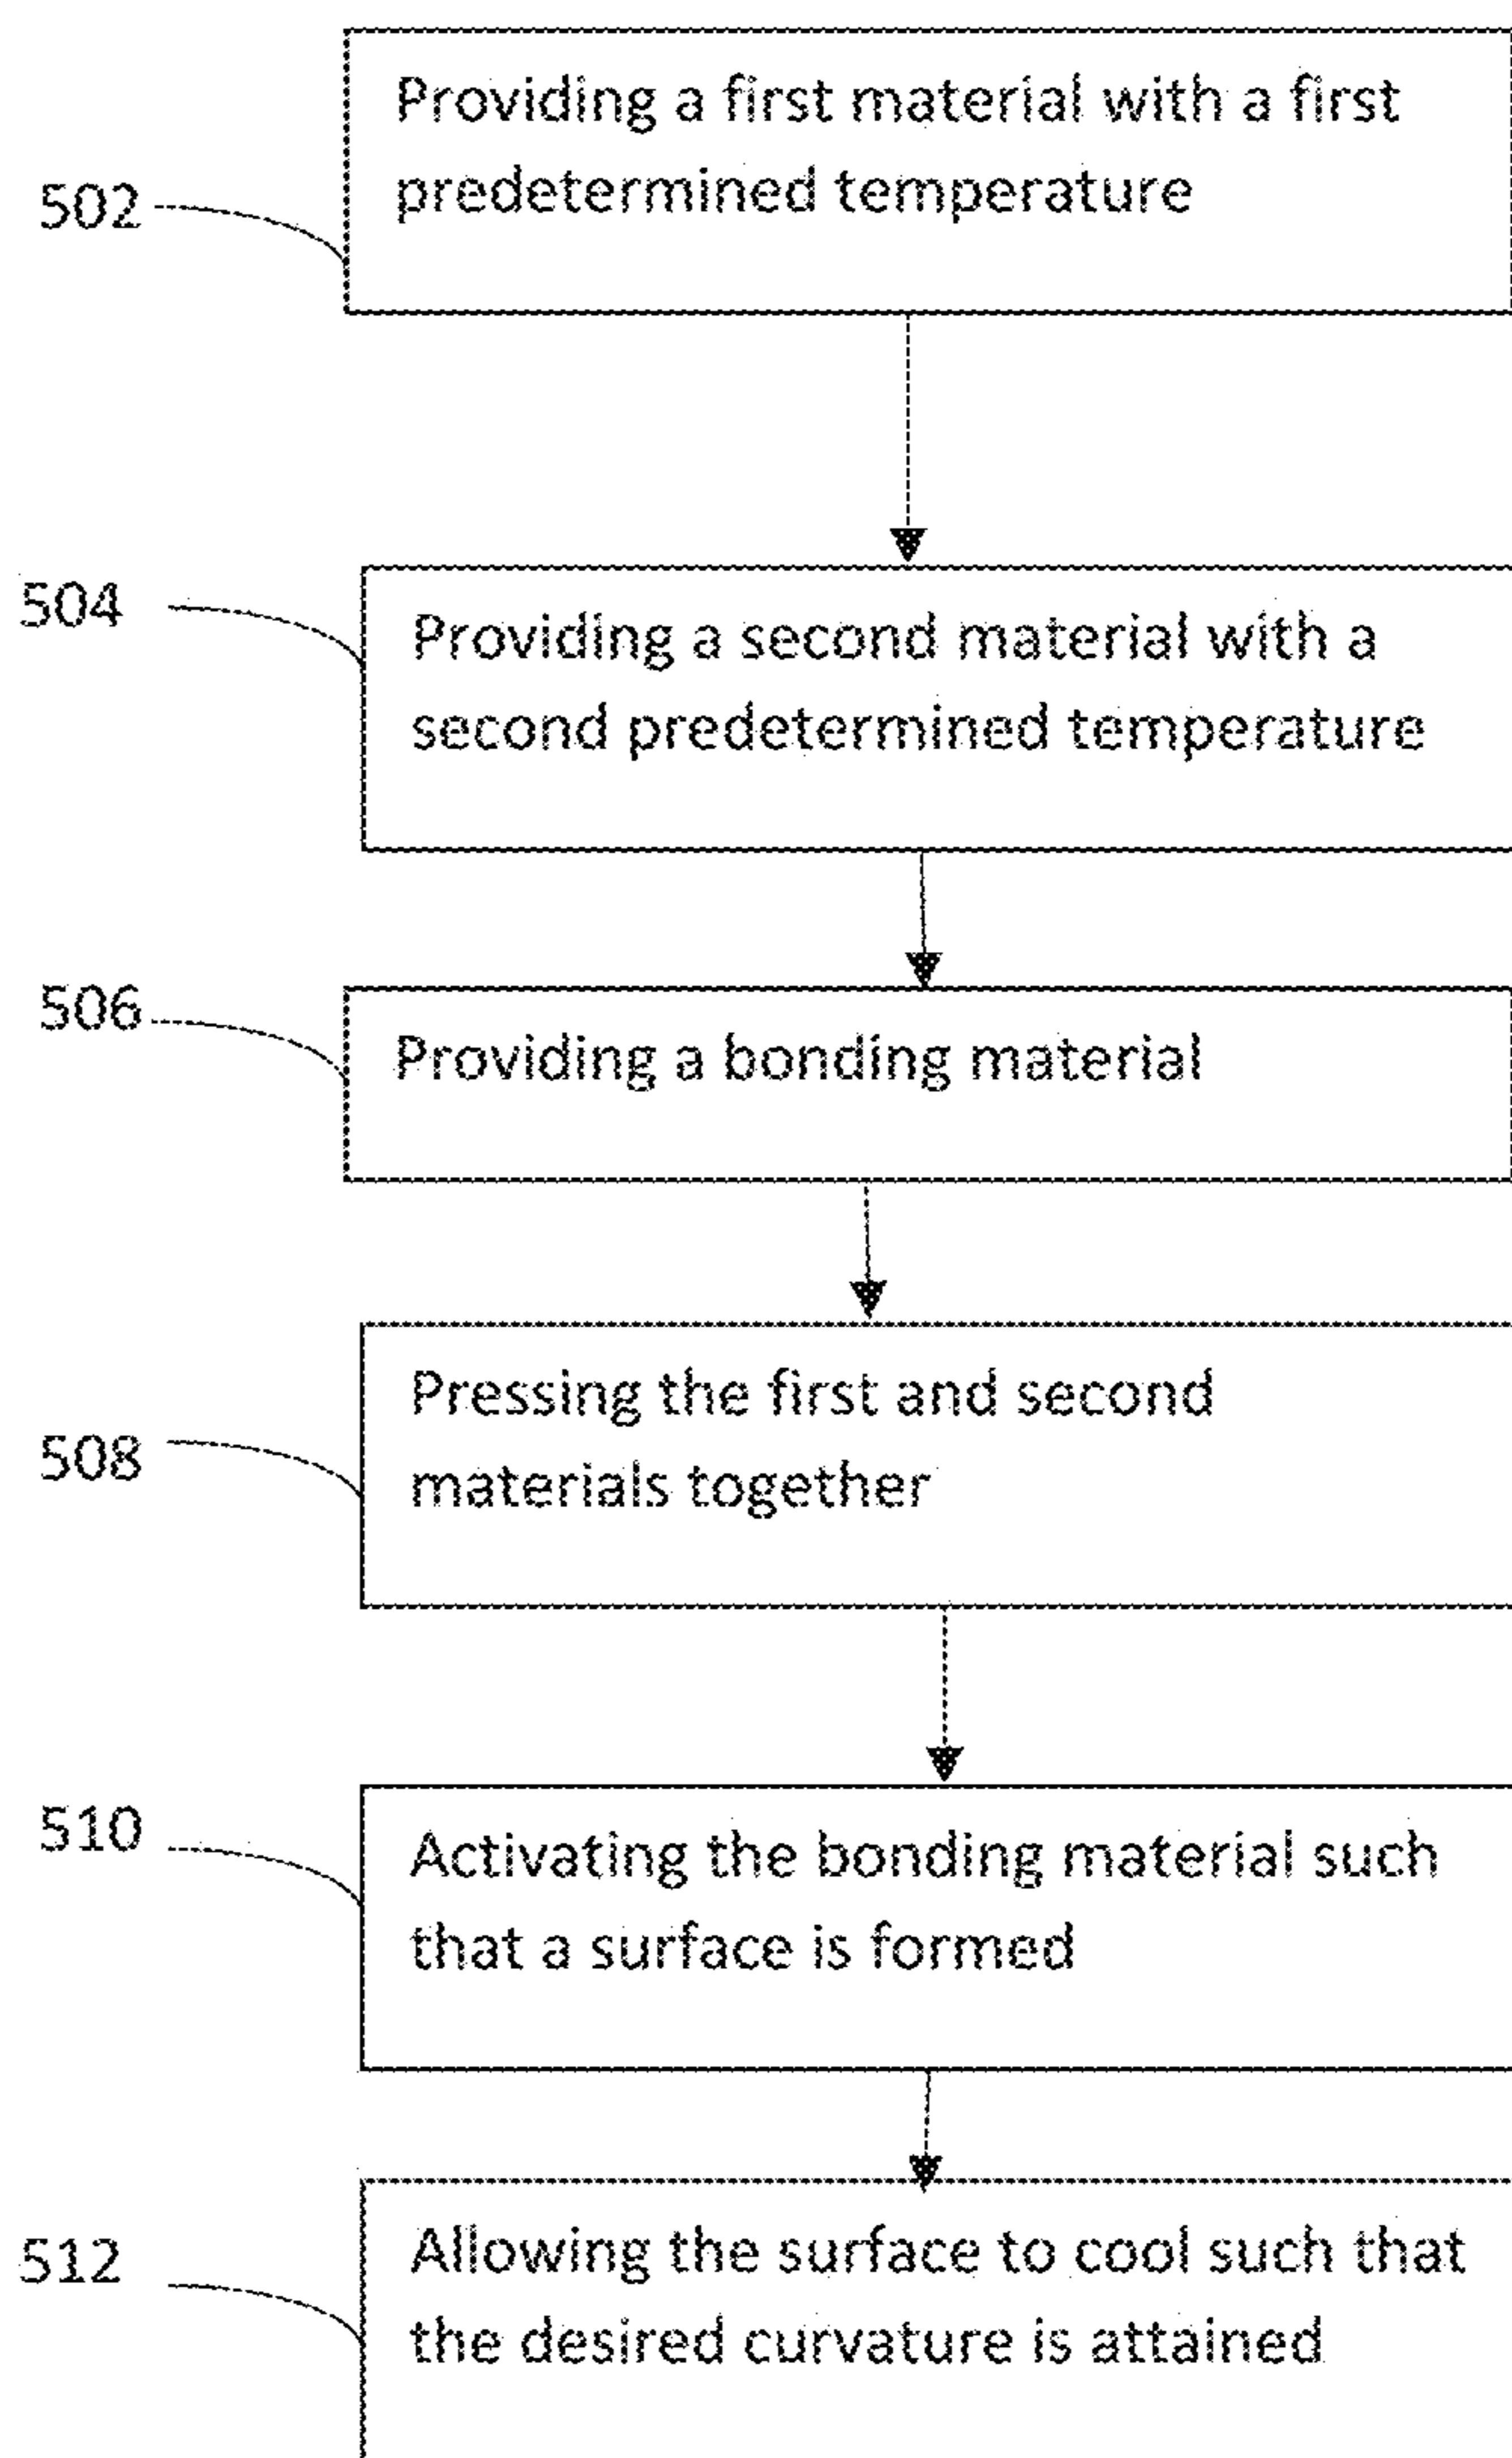 Providing a first material with a first
predetermined temperature
502
504
Providing a second material with a
second predetermined temperature
506
Providing a bonding material
Pressing the first and second
508
materials together
510
Activating the bonding material such
that a surface is formed
512
Allowing the surface to cool such that
the desired curvature is attained